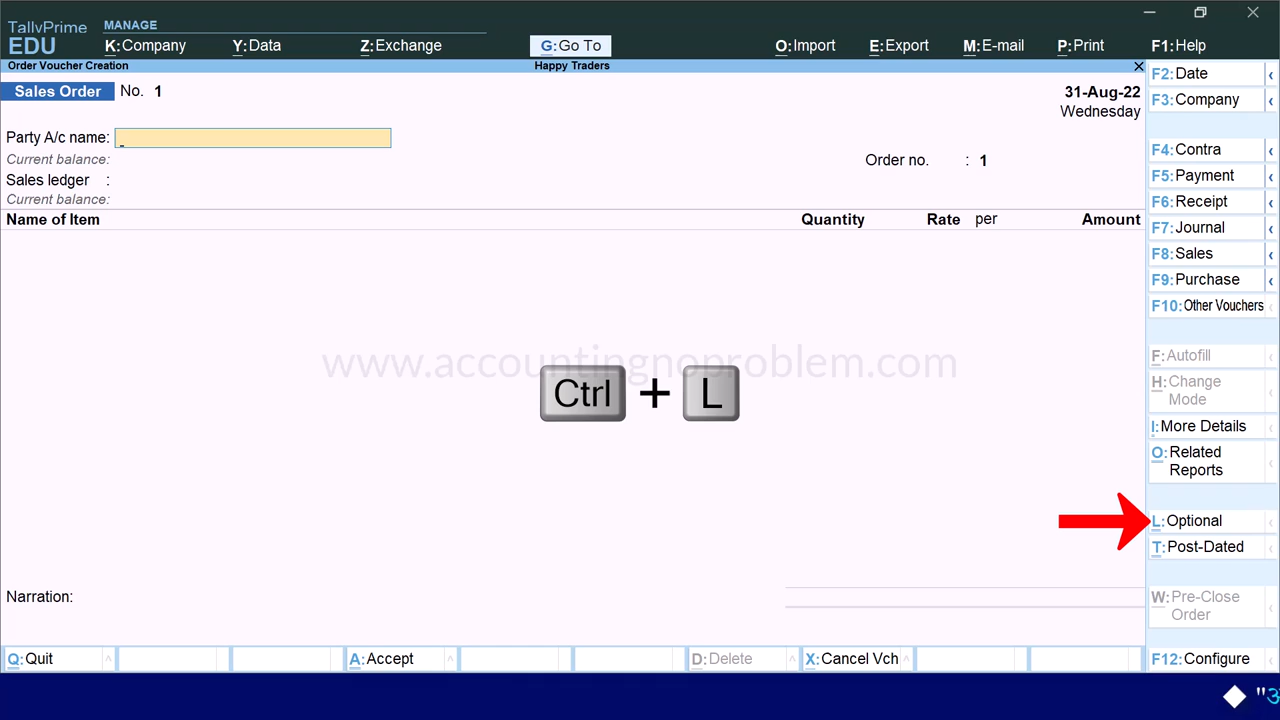 TallyPrime
EDU
MANAGE
K:Company Y:Data Z:Exchange G:Go To O:Import E:Export M:E-mail P:Print F1:Help
Order Voucher Creation Happy Traders
Sales Order No. 1
31-Aug-22
Wednesday
Party A/c name:
Current balance:
Order no. : 1
Sales ledger :
Current balance:
Name of Item Quantity Rate per Amount
www.accountingnoproblem.com
Ctrl + L
Narration:
F2:Date
F3:Company
F4:Contra
F5:Payment
F6:Receipt
F7:Journal
F8:Sales
F9:Purchase
F10:Other Vouchers
F:Autofill
H:Change
Mode
I:More Details
O:Related
Reports
L:Optional
T:Post-Dated
W:Pre-Close
Order
Q:Quit A:Accept D:Delete X:Cancel Vch F12:Configure